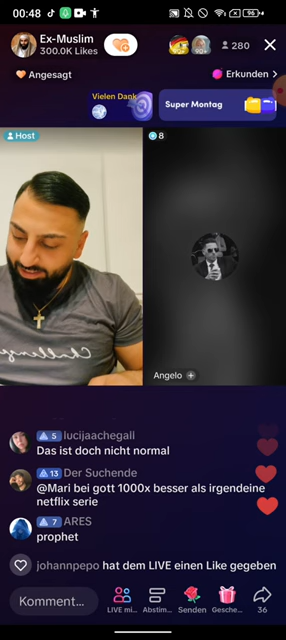 00:48
96
Ex-Muslim
300.0K Likes
280
Angesagt
Erkunden >
Vielen Dank
Super Montag
Host
8
Challenge
Angelo +
5 lucijaachegall
Das ist doch nicht normal
13 Der Suchende
@Mari bei gott 1000x besser als irgendeine
netflix serie
7 ARES
prophet
johannpepo hat dem LIVE einen Like gegeben
Komment...
LIVE mi...
Abstim...
Senden
Gesche...
36